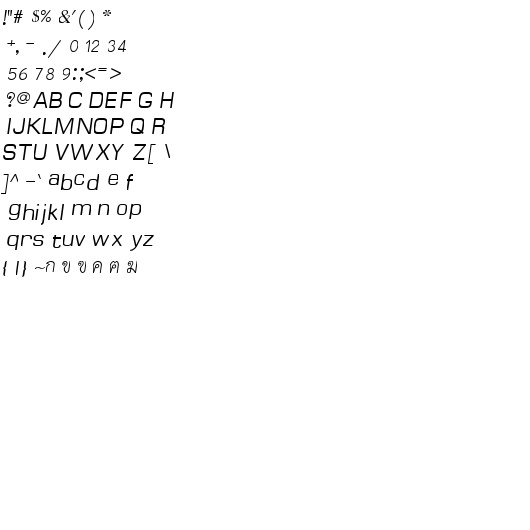 !"# $% &'() *
+, - ./ 0 12 34
56 78 9:;<=>
?@AB C DEF G H
IJKLMNOP Q R
STU VWXY Z[ \
]^ _` abcd e f
ghijkl m n op
qrs tuv wx yz
{ |} ~ก ข ฃ ค ฅ ฆ